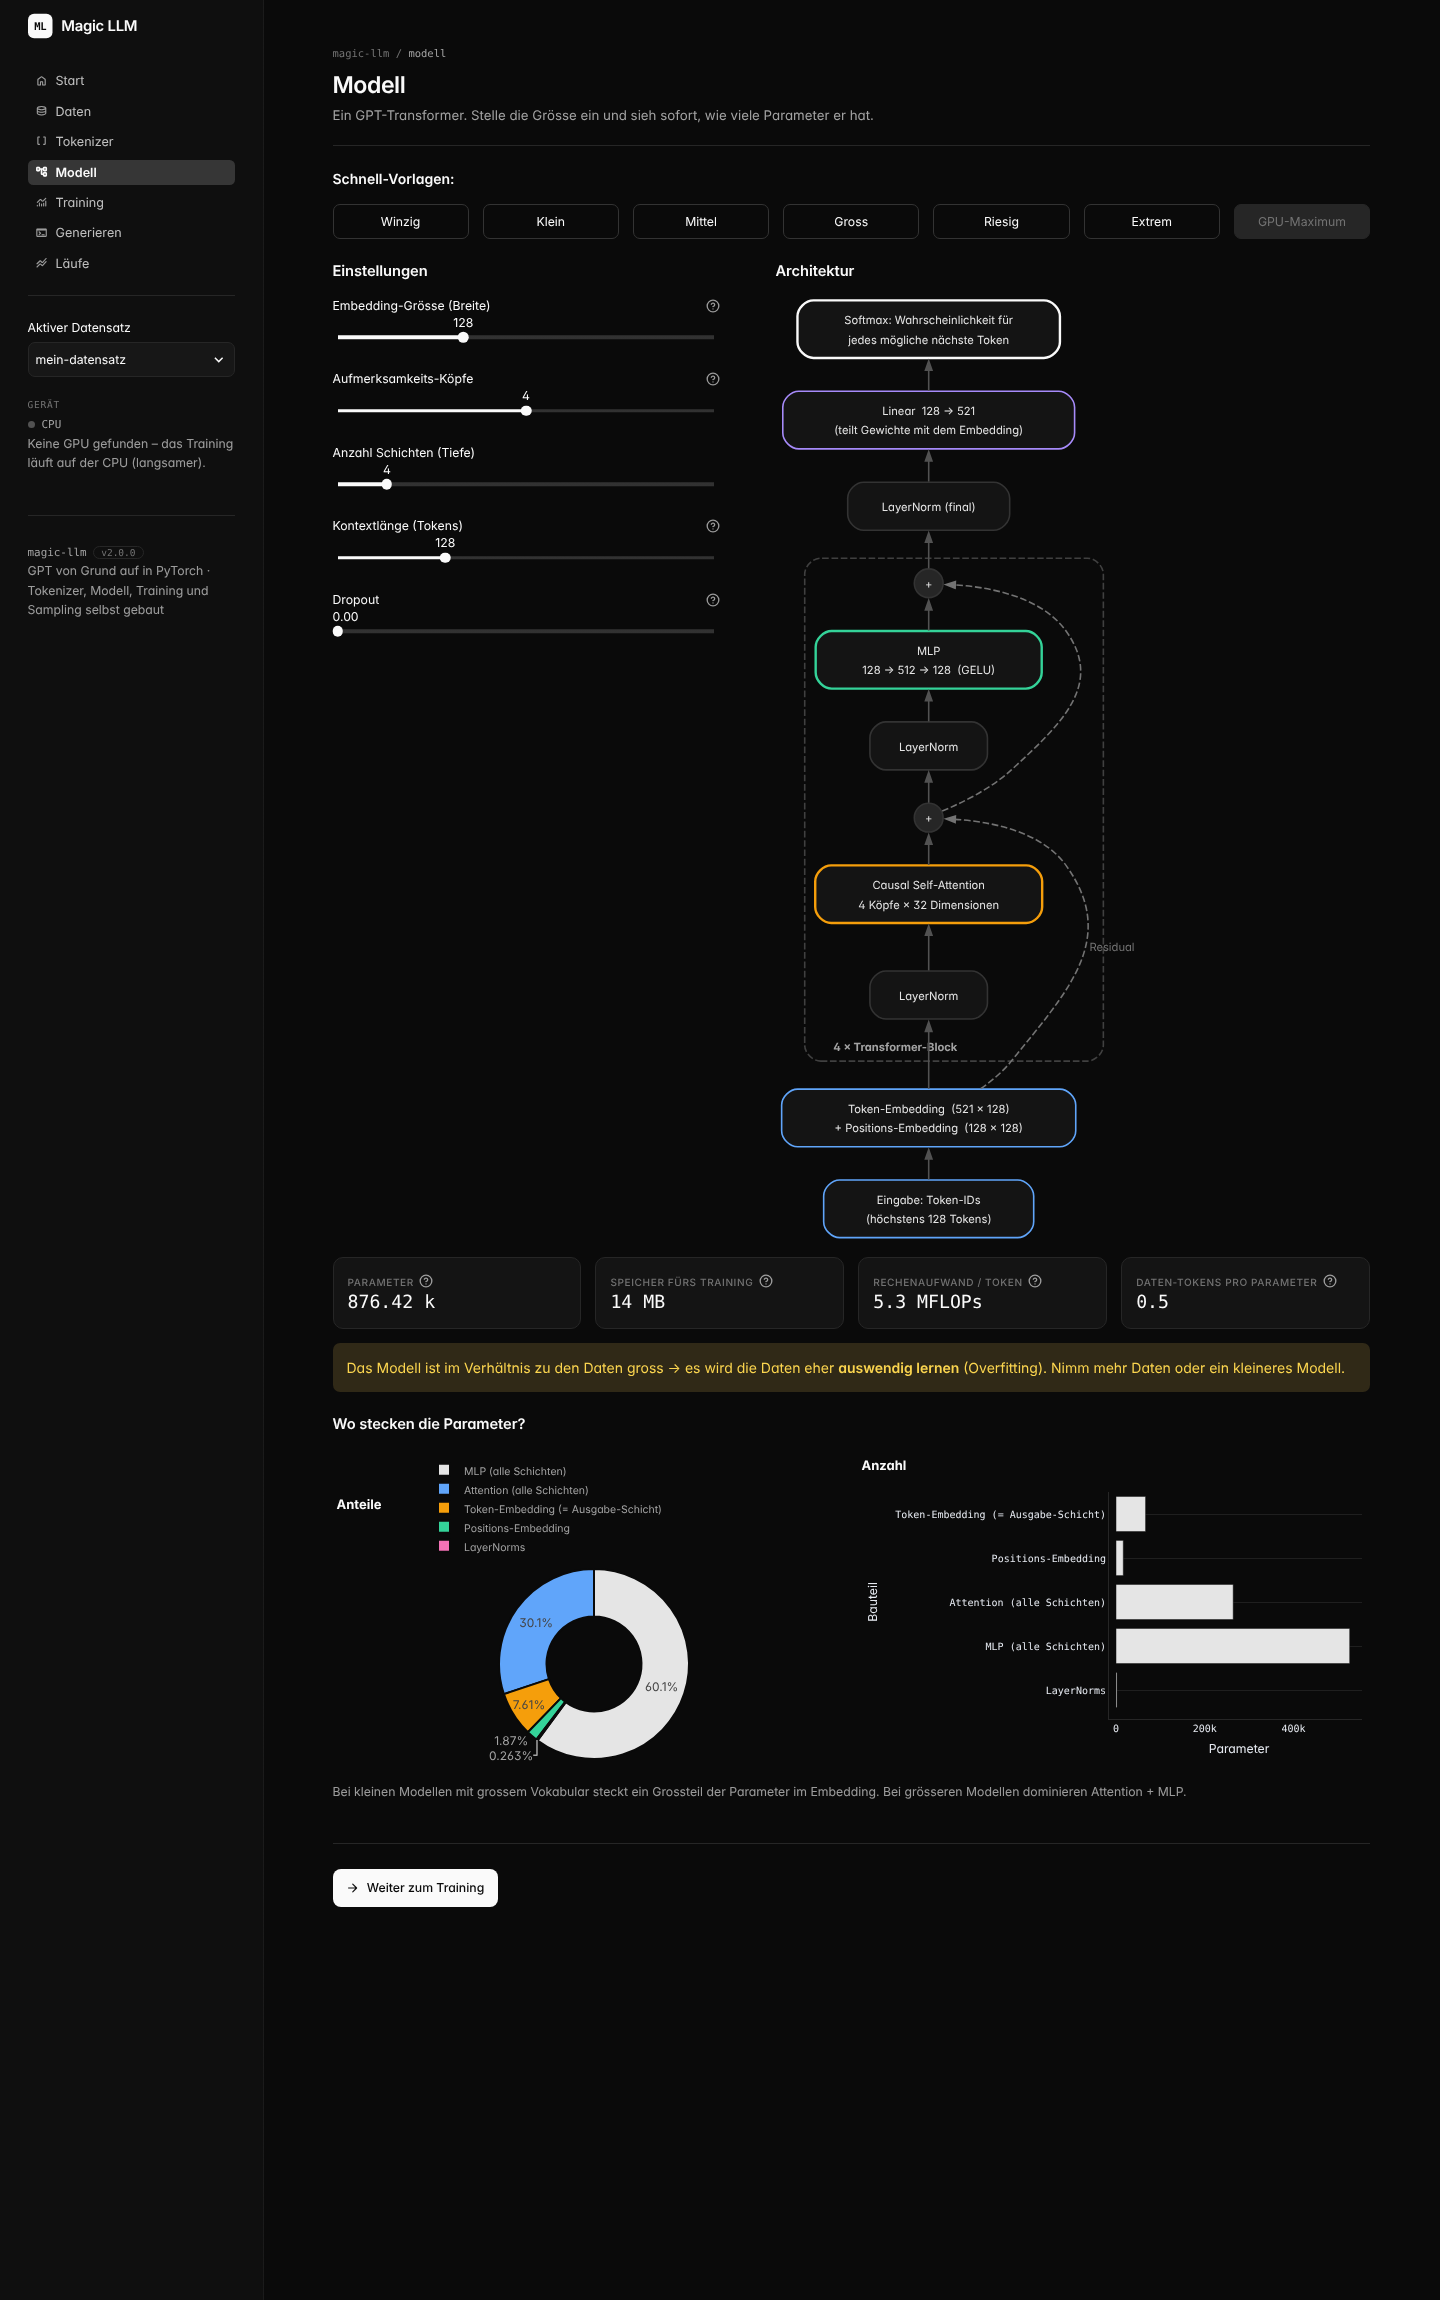 ML Magic LLM
Start
Daten
Tokenizer
Modell
Training
Generieren
Läufe
Aktiver Datensatz
mein-datensatz
GERÄT
CPU
Keine GPU gefunden – das Training
läuft auf der CPU (langsamer).
magic-llm v2.0.0
GPT von Grund auf in PyTorch ·
Tokenizer, Modell, Training und
Sampling selbst gebaut
magic-llm / modell
Modell
Ein GPT-Transformer. Stelle die Grösse ein und sieh sofort, wie viele Parameter er hat.
Schnell-Vorlagen:
Winzig
Klein
Mittel
Gross
Riesig
Extrem
GPU-Maximum
Einstellungen
Embedding-Grösse (Breite)
128
Aufmerksamkeits-Köpfe
4
Anzahl Schichten (Tiefe)
4
Kontextlänge (Tokens)
128
Dropout
0.00
Architektur
Softmax: Wahrscheinlichkeit für
jedes mögliche nächste Token
Linear 128 → 521
(teilt Gewichte mit dem Embedding)
LayerNorm (final)
+
MLP
128 → 512 → 128 (GELU)
LayerNorm
+
Causal Self-Attention
4 Köpfe × 32 Dimensionen
Residual
LayerNorm
4 × Transformer-Block
Token-Embedding (521 × 128)
+ Positions-Embedding (128 × 128)
Eingabe: Token-IDs
(höchstens 128 Tokens)
PARAMETER
876.42 k
SPEICHER FÜRS TRAINING
14 MB
RECHENAUFWAND / TOKEN
5.3 MFLOPs
DATEN-TOKENS PRO PARAMETER
0.5
Das Modell ist im Verhältnis zu den Daten gross → es wird die Daten eher auswendig lernen (Overfitting). Nimm mehr Daten oder ein kleineres Modell.
Wo stecken die Parameter?
Anteile
MLP (alle Schichten)
Attention (alle Schichten)
Token-Embedding (= Ausgabe-Schicht)
Positions-Embedding
LayerNorms
30.1%
60.1%
7.61%
1.87%
0.263%
Anzahl
Bauteil
Token-Embedding (= Ausgabe-Schicht)
Positions-Embedding
Attention (alle Schichten)
MLP (alle Schichten)
LayerNorms
0 200k 400k
Parameter
Bei kleinen Modellen mit grossem Vokabular steckt ein Grossteil der Parameter im Embedding. Bei grösseren Modellen dominieren Attention + MLP.
→ Weiter zum Training